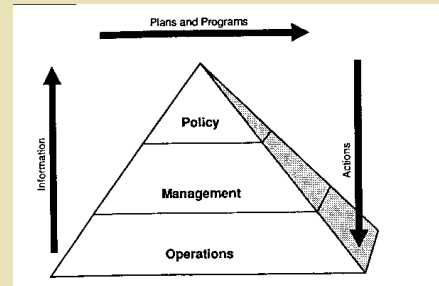 Plans and Programs
Policy
Information
Actions
Management
Operations